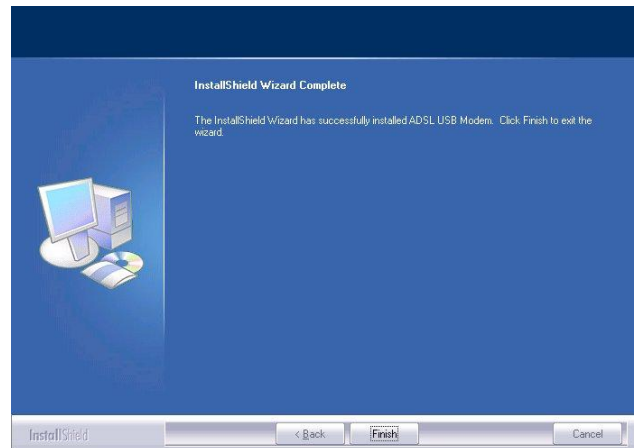 InstallShield Wizard Complete
The InstallShield Wizard has successfully installed ADSL USB Modem. Click Finish to exit the
wizard.
InstallShield
< Back
Finish
Cancel